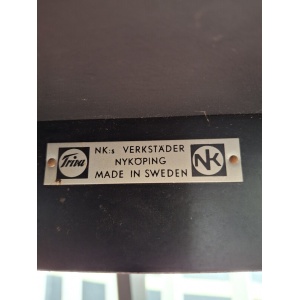 Triva
NK:s VERKSTÄDER
NYKÖPING
MADE IN SWEDEN
NK